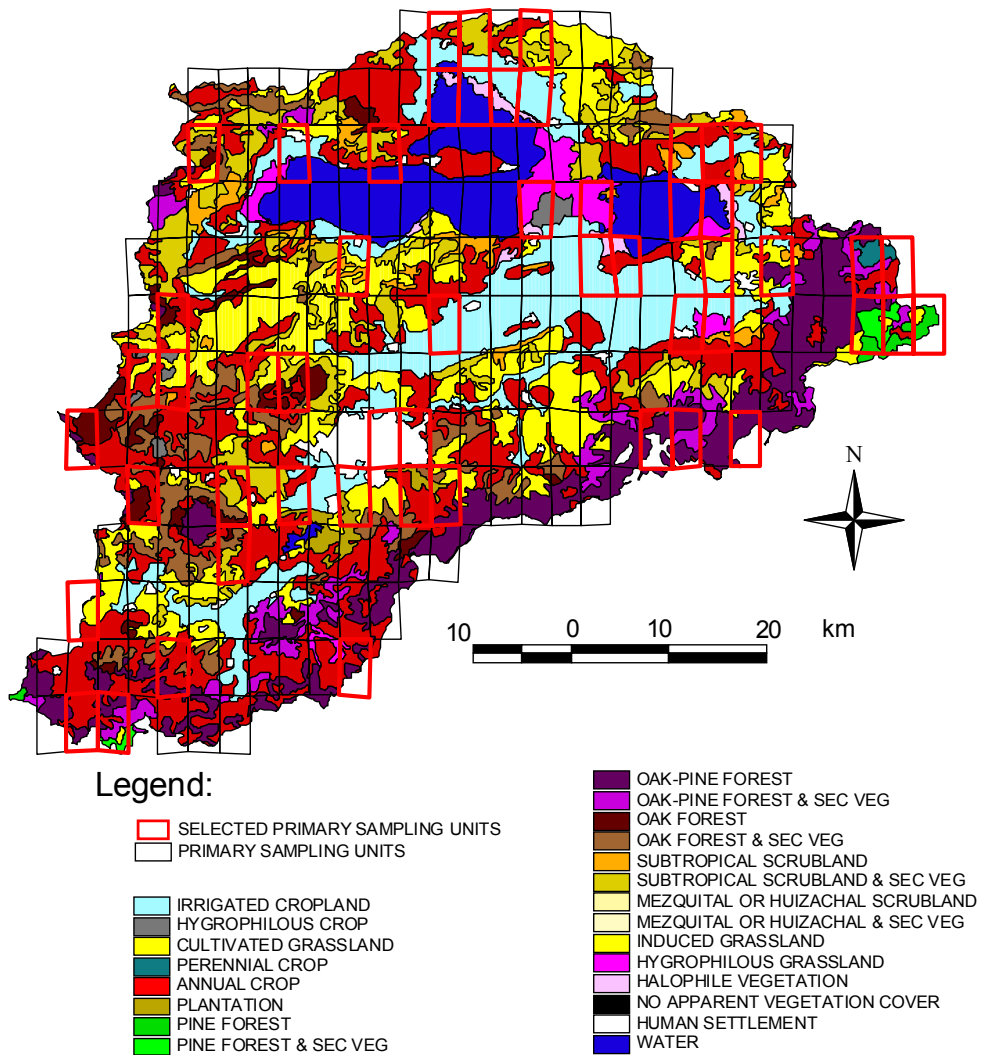 N
10 0 10 20 km
Legend:
SELECTED PRIMARY SAMPLING UNITS
PRIMARY SAMPLING UNITS
IRRIGATED CROPLAND
HYGROPHILOUS CROP
CULTIVATED GRASSLAND
PERENNIAL CROP
ANNUAL CROP
PLANTATION
PINE FOREST
PINE FOREST & SEC VEG
OAK-PINE FOREST
OAK-PINE FOREST & SEC VEG
OAK FOREST
OAK FOREST & SEC VEG
SUBTROPICAL SCRUBLAND
SUBTROPICAL SCRUBLAND & SEC VEG
MEZQUITAL OR HUIZACHAL SCRUBLAND
MEZQUITAL OR HUIZACHAL & SEC VEG
INDUCED GRASSLAND
HYGROPHILOUS GRASSLAND
HALOPHILE VEGETATION
NO APPARENT VEGETATION COVER
HUMAN SETTLEMENT
WATER